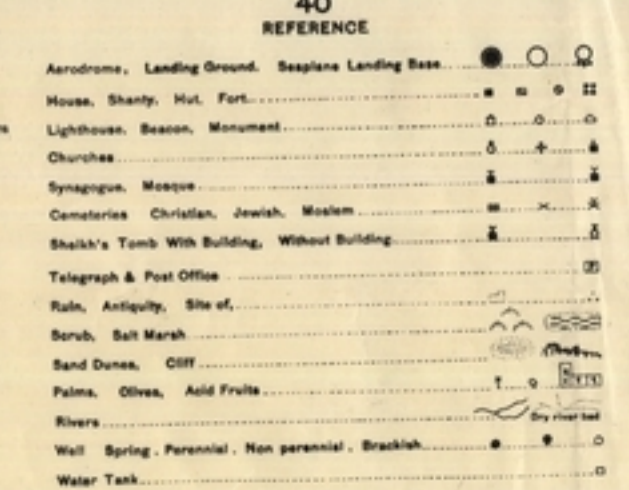 40
REFERENCE
Aerodrome, Landing Ground. Seaplane Landing Base
House, Shanty, Hut, Fort
Lighthouse, Beacon, Monument
Churches
Synagogue, Mosque
Cemeteries Christian, Jewish, Moslem
Sheikh's Tomb With Building, Without Building
Telegraph & Post Office
Ruin, Antiquity, Site of,
Scrub, Salt Marsh
Sand Dunes, Cliff
Palms, Olives, Acid Fruits
Rivers Dry river bed
Well Spring, Perennial, Non perennial, Brackish
Water Tank